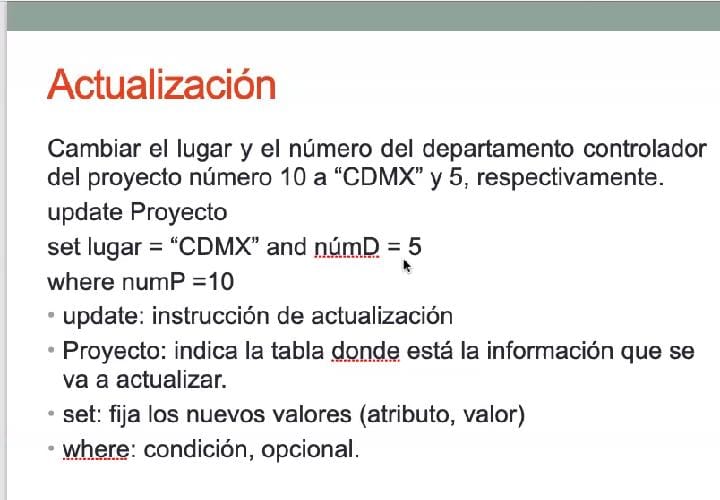 Actualización
Cambiar el lugar y el número del departamento controlador
del proyecto número 10 a “CDMX” y 5, respectivamente.
update Proyecto
set lugar = “CDMX” and númD = 5
where numP =10
• update: instrucción de actualización
• Proyecto: indica la tabla donde está la información que se
va a actualizar.
• set: fija los nuevos valores (atributo, valor)
• where: condición, opcional.